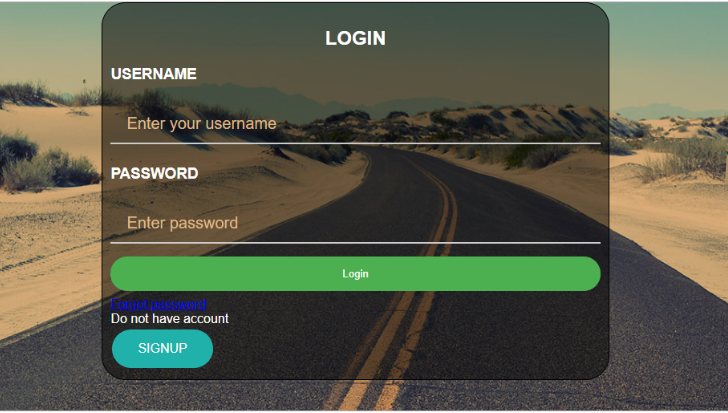 LOGIN
USERNAME
Enter your username
PASSWORD
Enter password
Login
Forgot password
Do not have account
SIGNUP